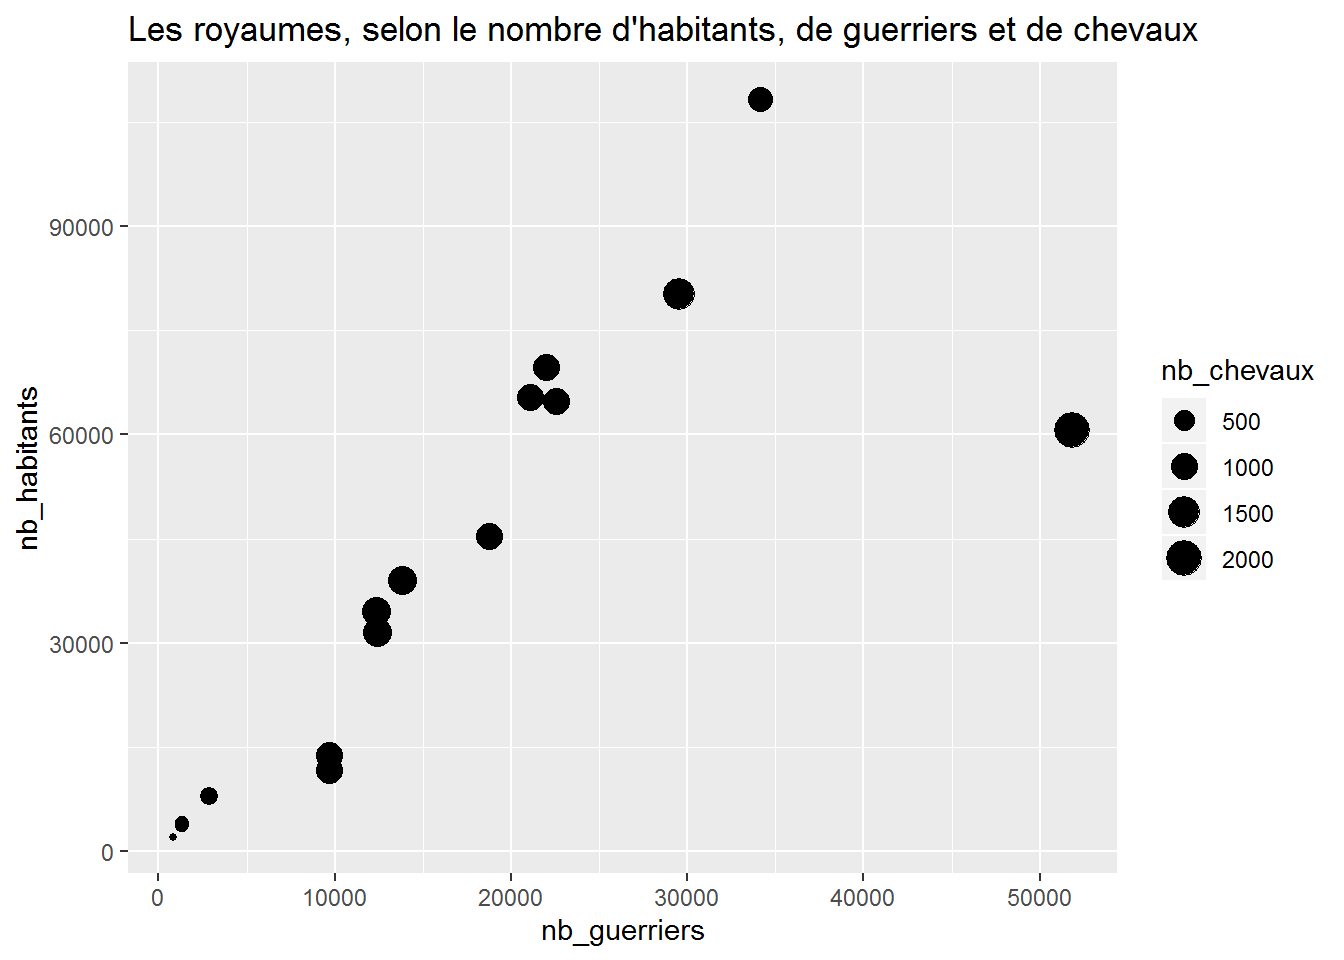 Les royaumes, selon le nombre d'habitants, de guerriers et de chevaux
nb_habitants
90000
60000
30000
0
0 10000 20000 30000 40000 50000
nb_guerriers
nb_chevaux
500
1000
1500
2000